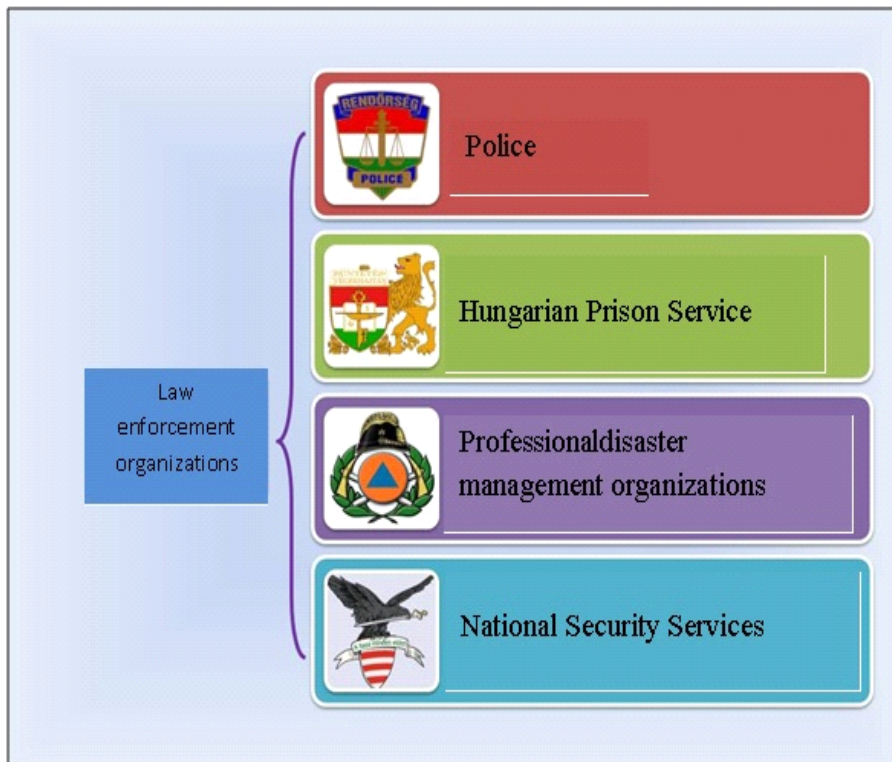 Law
enforcement
organizations
RENDŐRSÉG
POLICE
Police
Hungarian Prison Service
Professionaldisaster
management organizations
National Security Services